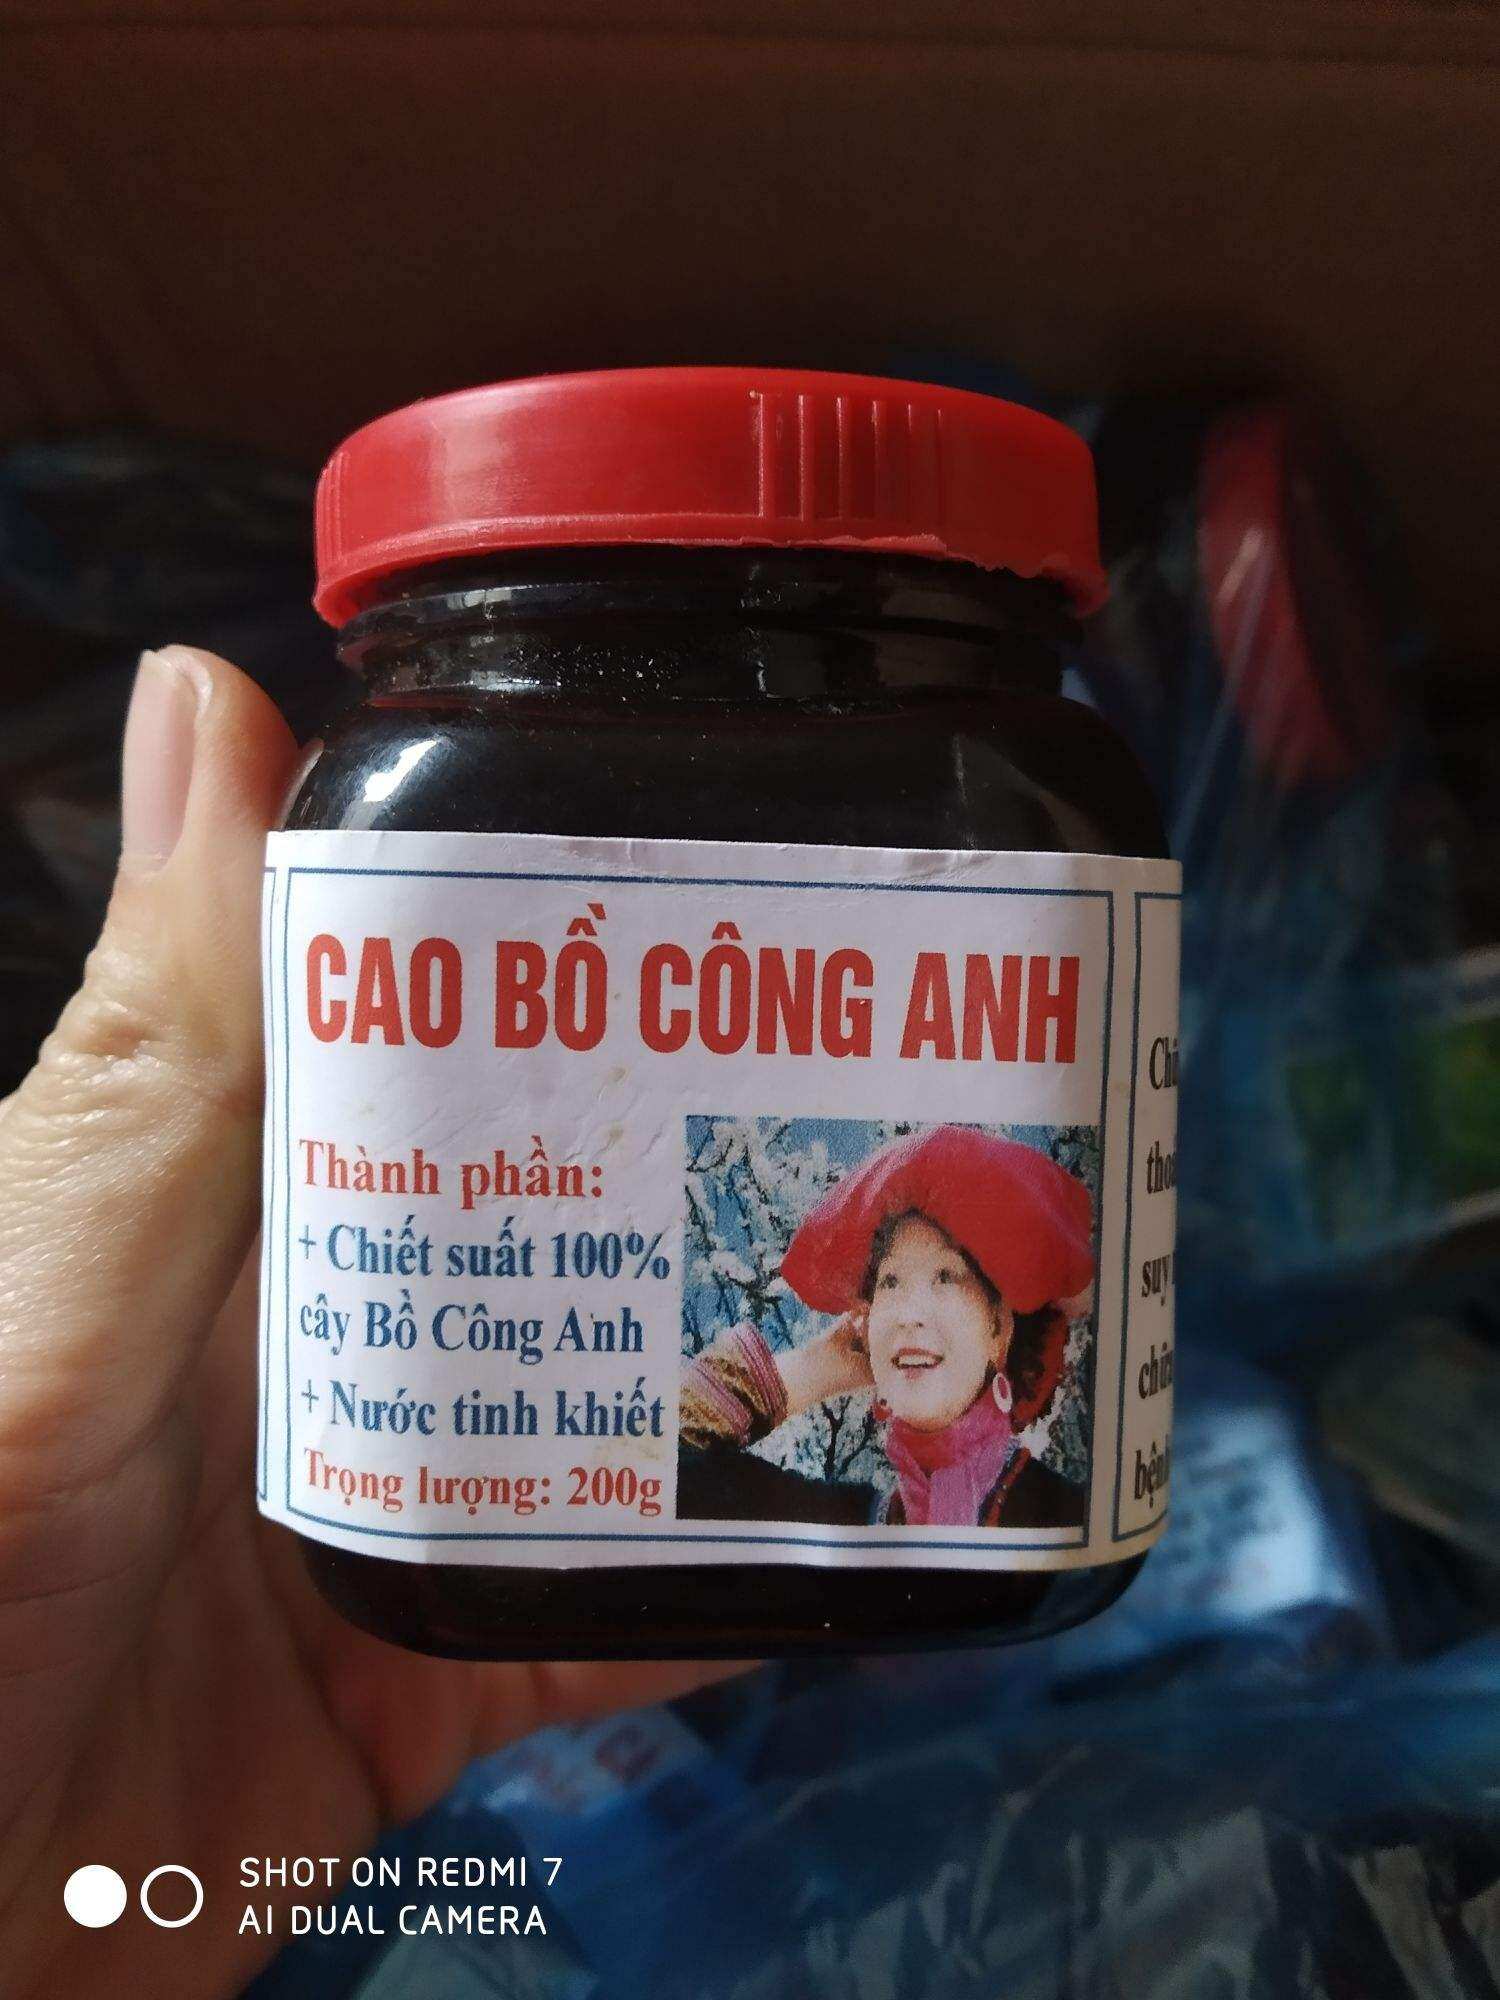 CAO BỒ CÔNG ANH
Thành phần:
+ Chiết suất 100%
cây Bồ Công Anh
+ Nước tinh khiết
Trọng lượng: 200g
suy
SHOT ON REDMI 7
AI DUAL CAMERA